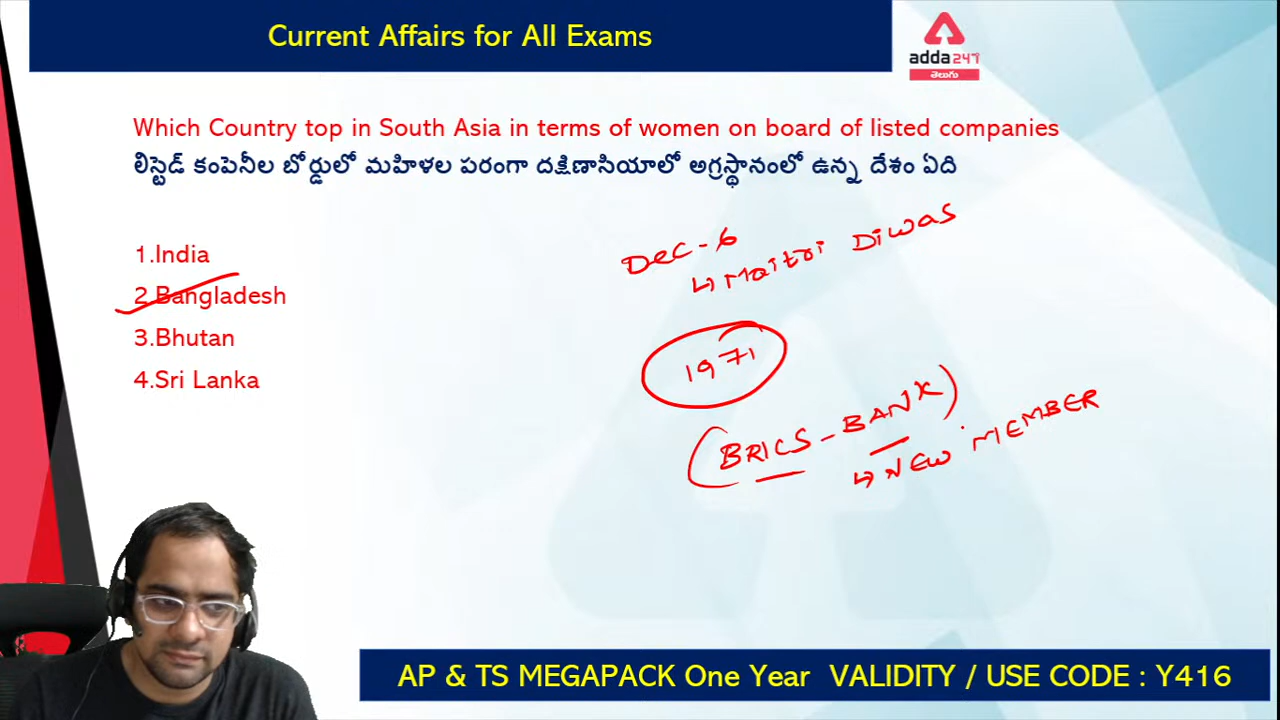 Current Affairs for All Exams
adda247
తెలుగు
Which Country top in South Asia in terms of women on board of listed companies
లిస్టెడ్ కంపెనీల బోర్డులో మహిళల పరంగా దక్షిణాసియాలో అగ్రస్థానంలో ఉన్న దేశం ఏది
1.India
2.Bangladesh
3.Bhutan
4.Sri Lanka
Dec - 6
↳ Maitri Diwas
1971
(BRICS - BANK)
↳ NEW MEMBER
AP & TS MEGAPACK One Year VALIDITY / USE CODE : Y416